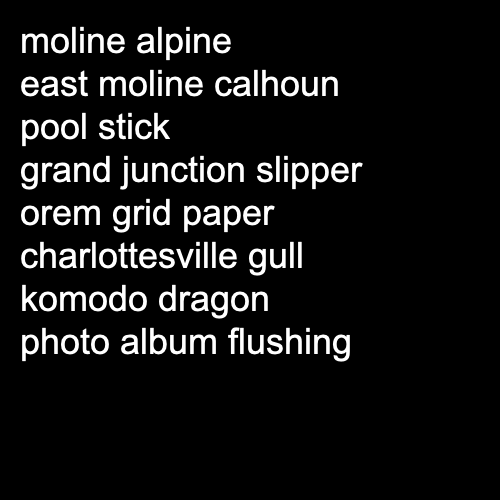 moline alpine
east moline calhoun
pool stick
grand junction slipper
orem grid paper
charlottesville gull
komodo dragon
photo album flushing